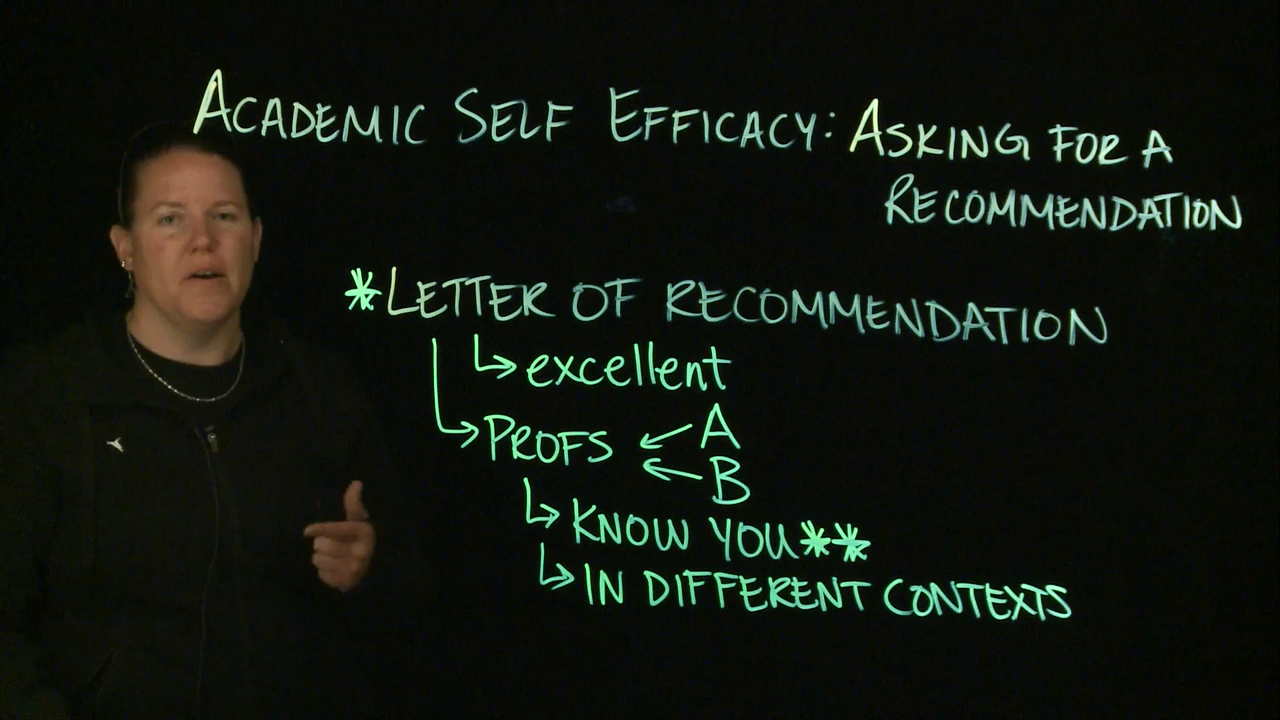 ACADEMIC SELF EFFICACY: ASKING FOR A
RECOMMENDATION
*LETTER OF RECOMMENDATION
↳ excellent
↳ PROFS ← A
← B
↳ KNOW YOU**
↳ IN DIFFERENT CONTEXTS